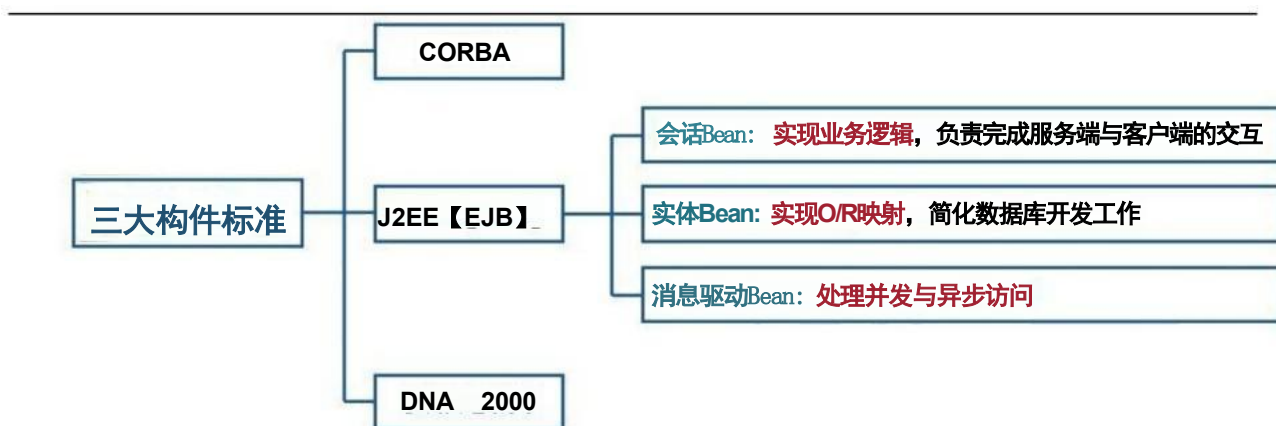 CORBA
会话Bean: 实现业务逻辑，负责完成服务端与客户端的交互
三大构件标准
J2EE【EJB】
实体Bean: 实现O/R映射，简化数据库开发工作
消息驱动Bean: 处理并发与异步访问
DNA 2000